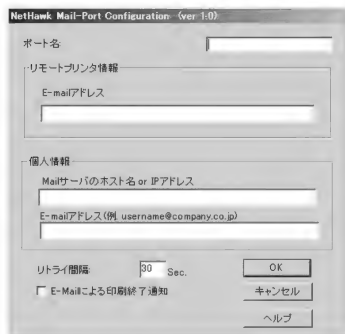 NetHawk Mail-Port Configuration (ver 1.0)
ポート名
リモートプリンタ情報
E-mailアドレス
個人情報
Mailサーバのホスト名 or IPアドレス
E-mailアドレス(例. username@company.co.jp)
リトライ間隔 30 Sec.
OK
E-Mailによる印刷終了通知
キャンセル
ヘルプ